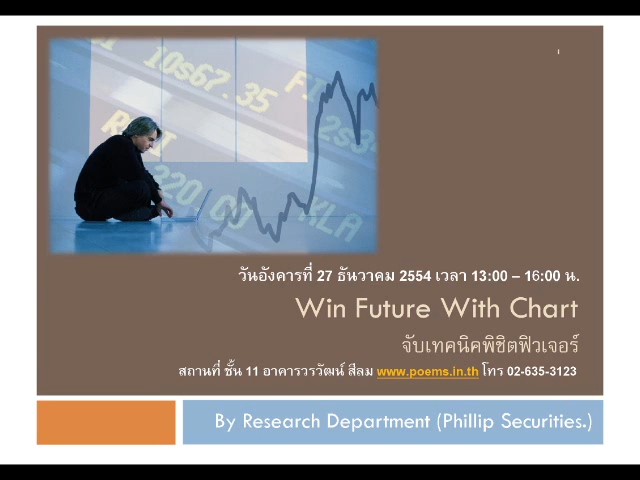 10s67.35
วันอังคารที่ 27 ธันวาคม 2554 เวลา 13:00 – 16:00 น.
Win Future With Chart
จับเทคนิคพิชิตฟิวเจอร์
สถานที่ ชั้น 11 อาคารวรวัฒน์ สีลม www.poems.in.th โทร 02-635-3123
By Research Department (Phillip Securities.)